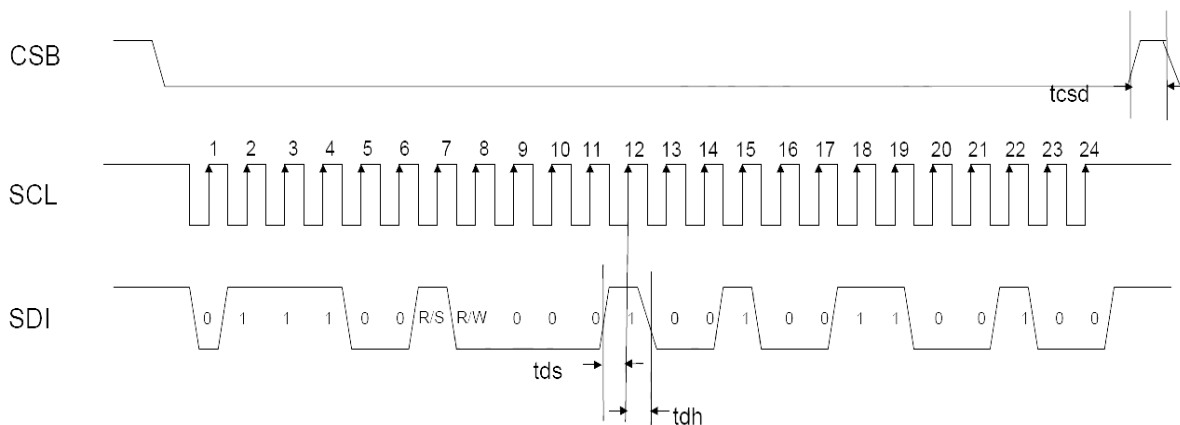 CSB
tcsd
1 2 3 4 5 6 7 8 9 10 11 12 13 14 15 16 17 18 19 20 21 22 23 24
SCL
SDI
0 1 1 1 0 0 R/S R/W 0 0 0 1 0 0 1 0 0 1 1 0 0 1 0 0
tds
tdh